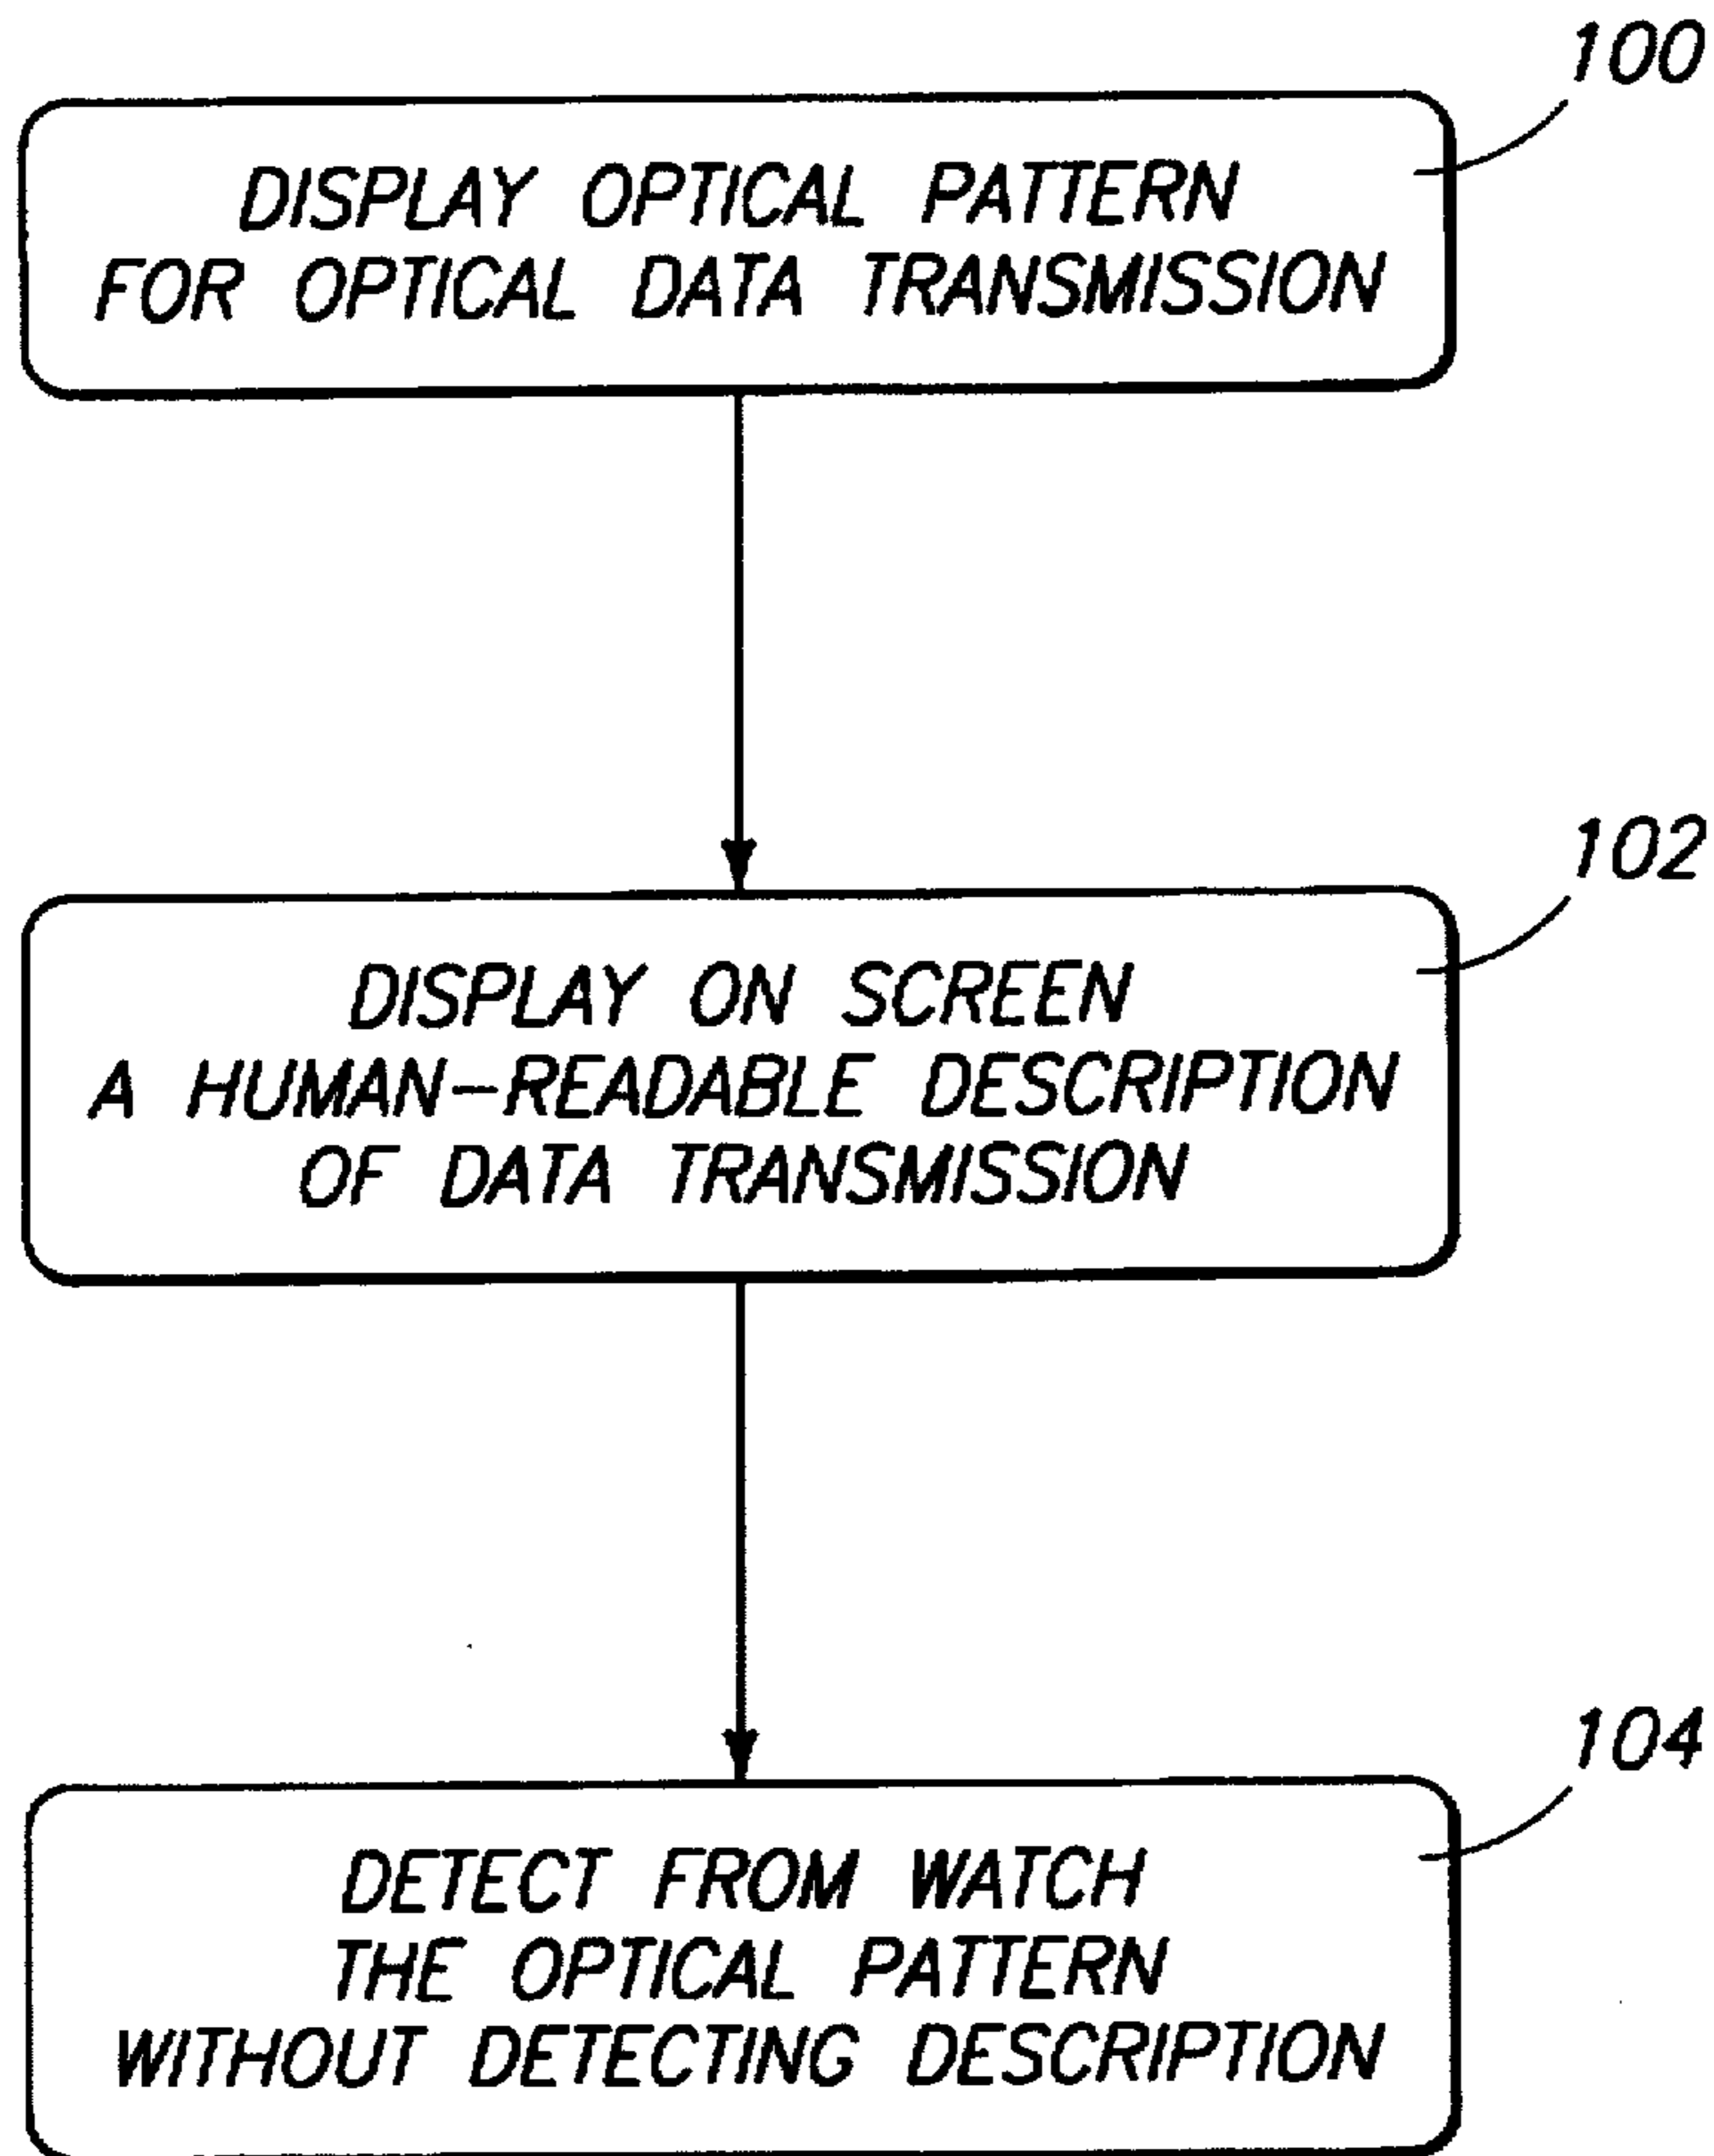 100
DISPLAY OPTICAL PATTERN
FOR OPTICAL DATA TRANSMISSION
102
DISPLAY ON SCREEN
A HUMAN-READABLE DESCRIPTION
OF DATA TRANSMISSION
104
DETECT FROM WATCH
THE OPTICAL PATTERN
WITHOUT DETECTING DESCRIPTION